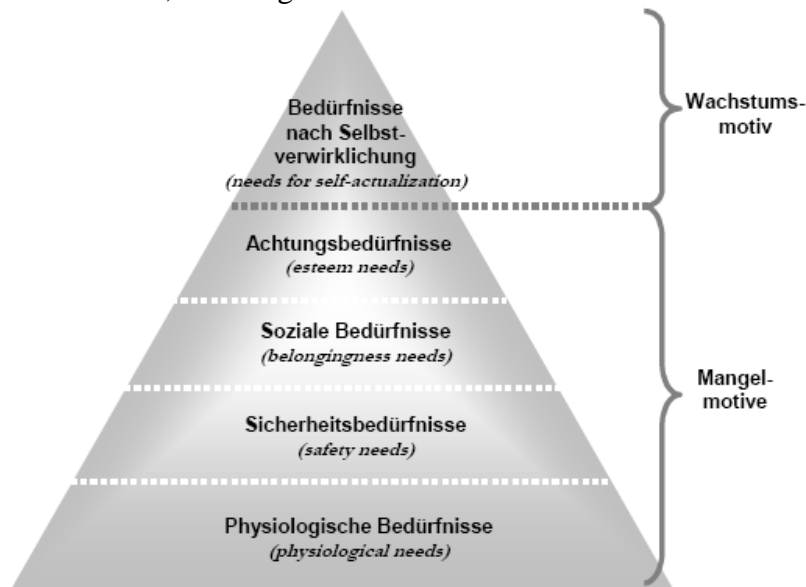 Bedürfnisse
nach Selbst-
verwirklichung
(needs for self-actualization)
Wachstums-
motiv
Achtungsbedürfnisse
(esteem needs)
Soziale Bedürfnisse
(belongingness needs)
Mangel-
motive
Sicherheitsbedürfnisse
(safety needs)
Physiologische Bedürfnisse
(physiological needs)